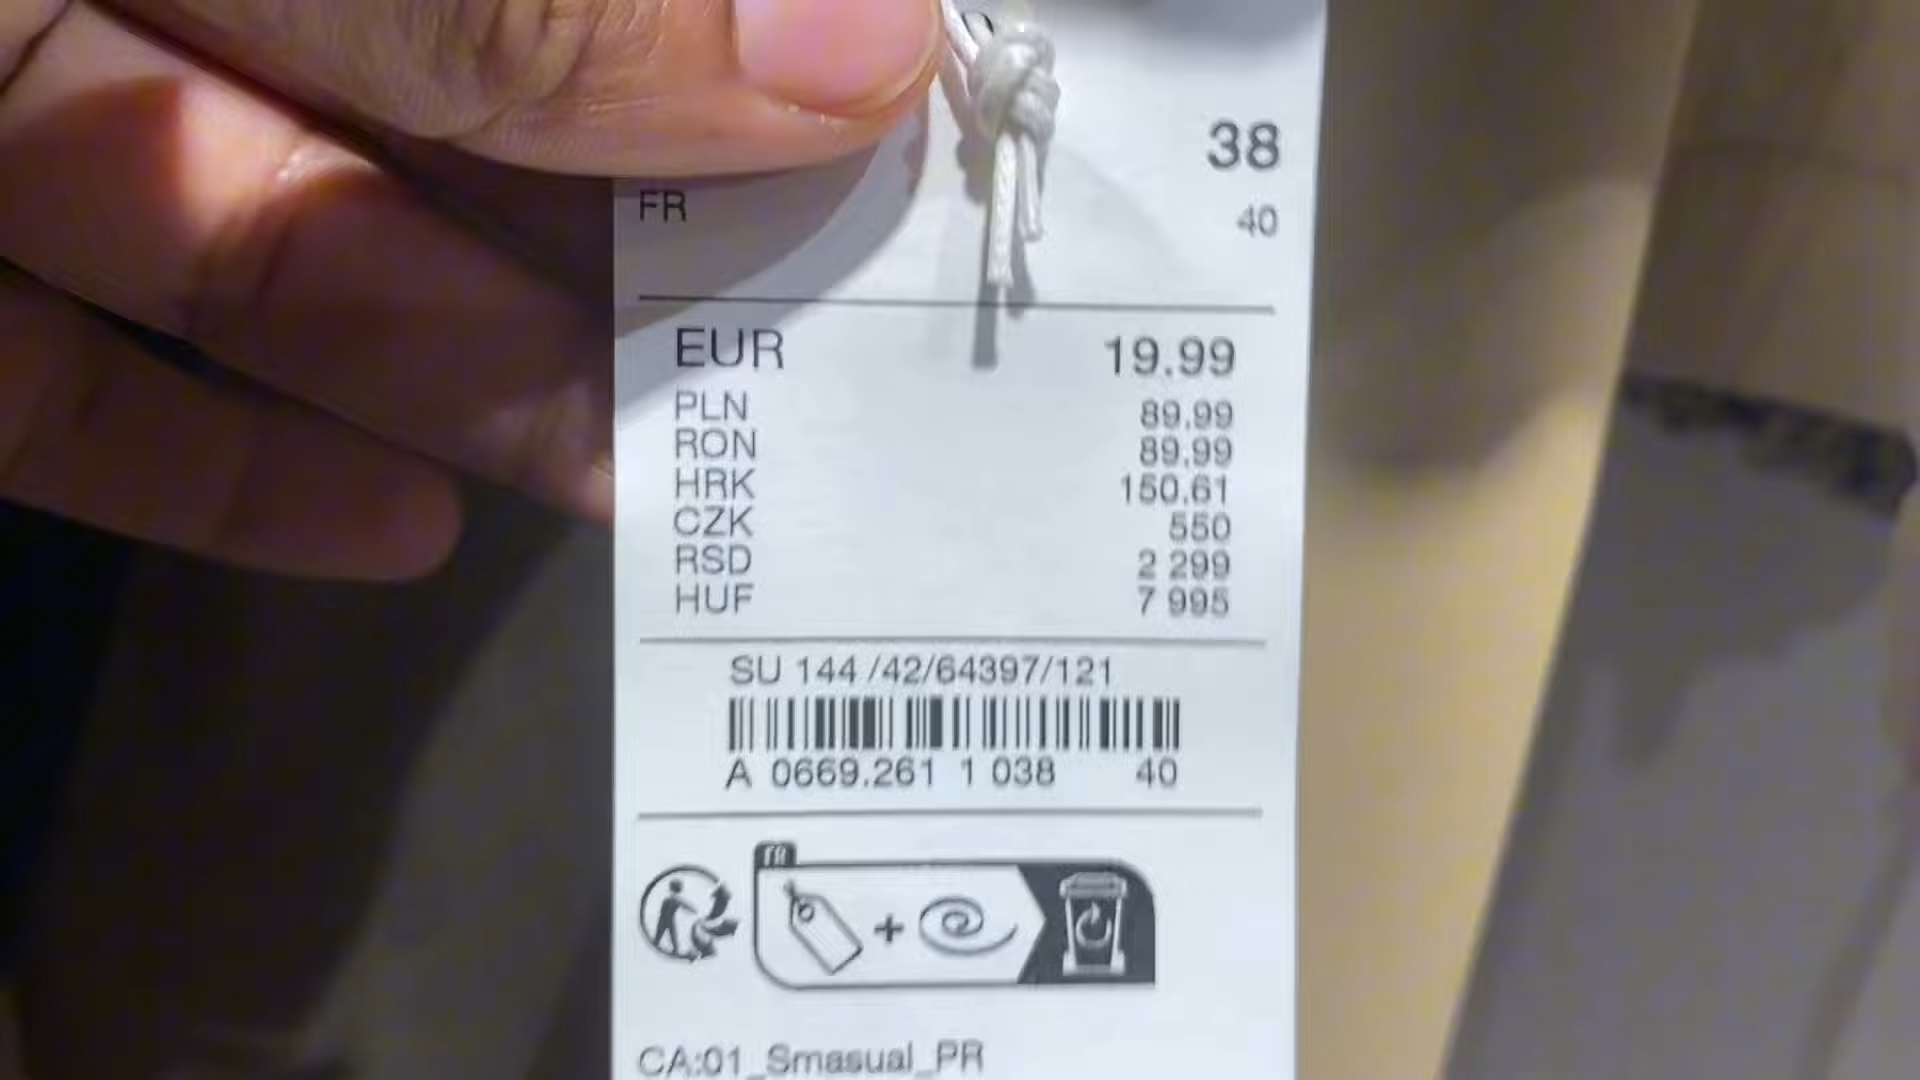 38
FR 40
EUR 19.99
PLN 89.99
RON 89.99
HRK 150.61
CZK 550
RSD 2 299
HUF 7 995
SU 144 /42/64397/121
A 0669.261 1 038 40
FR
CA:01_Smasual_PR